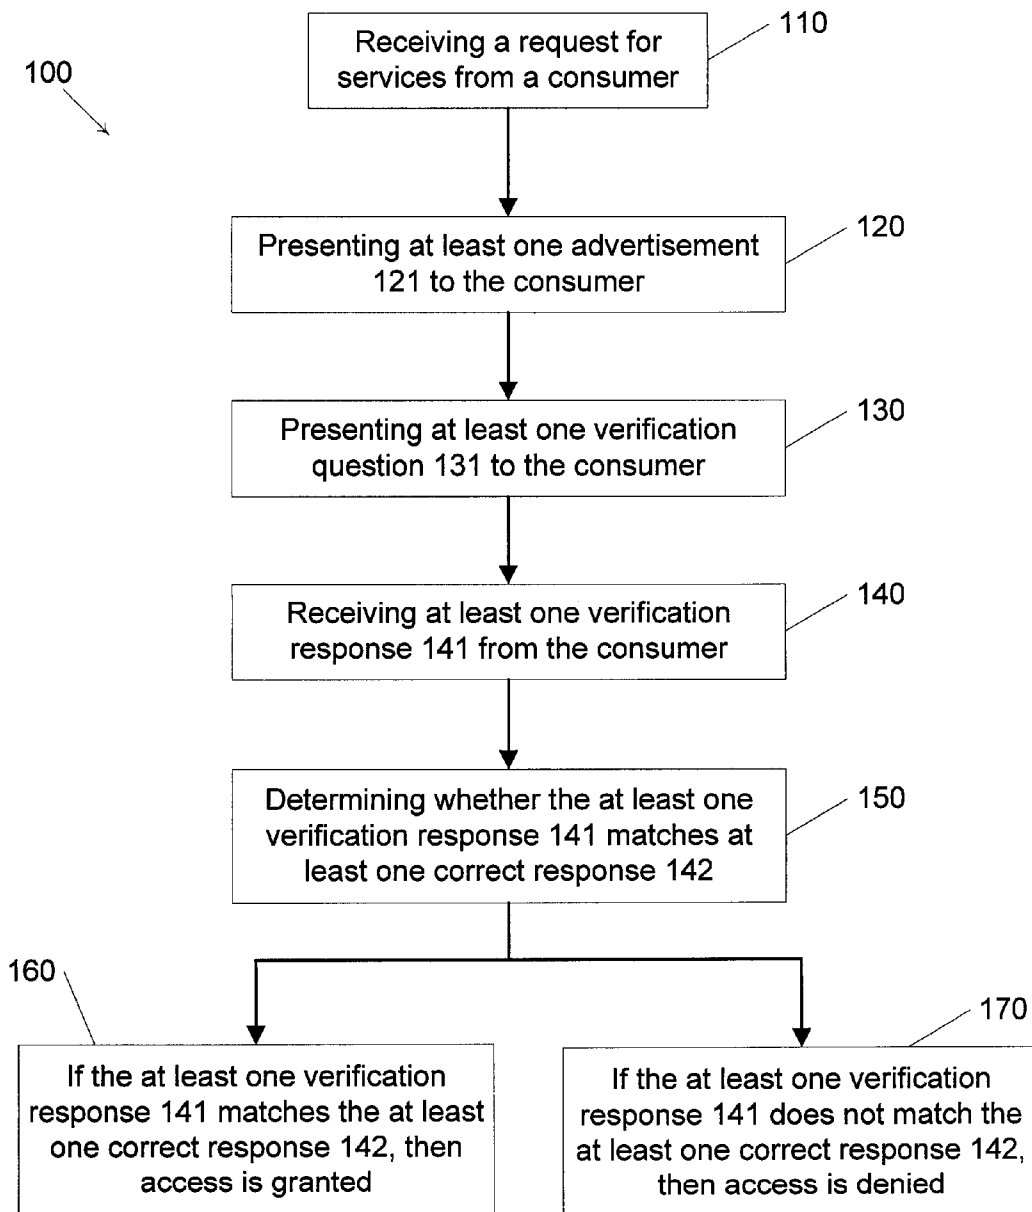 110
Receiving a request for
services from a consumer
100
120
Presenting at least one advertisement
121 to the consumer
130
Presenting at least one verification
question 131 to the consumer
140
Receiving at least one verification
response 141 from the consumer
150
Determining whether the at least one
verification response 141 matches at
least one correct response 142
160
If the at least one verification
response 141 matches the at least
one correct response 142, then
access is granted
170
If the at least one verification
response 141 does not match the
at least one correct response 142,
then access is denied